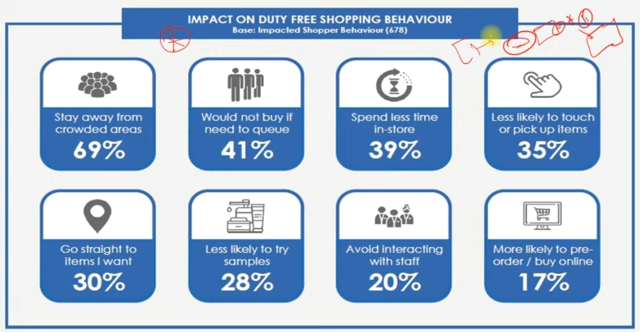 IMPACT ON DUTY FREE SHOPPING BEHAVIOUR
Base: Impacted Shopper Behaviour (678)
Stay away from
crowded areas
69%
Would not buy if
need to queue
41%
Spend less time
in-store
39%
Less likely to touch
or pick up items
35%
Go straight to
items I want
30%
Less likely to try
samples
28%
Avoid interacting
with staff
20%
More likely to pre-
order / buy online
17%